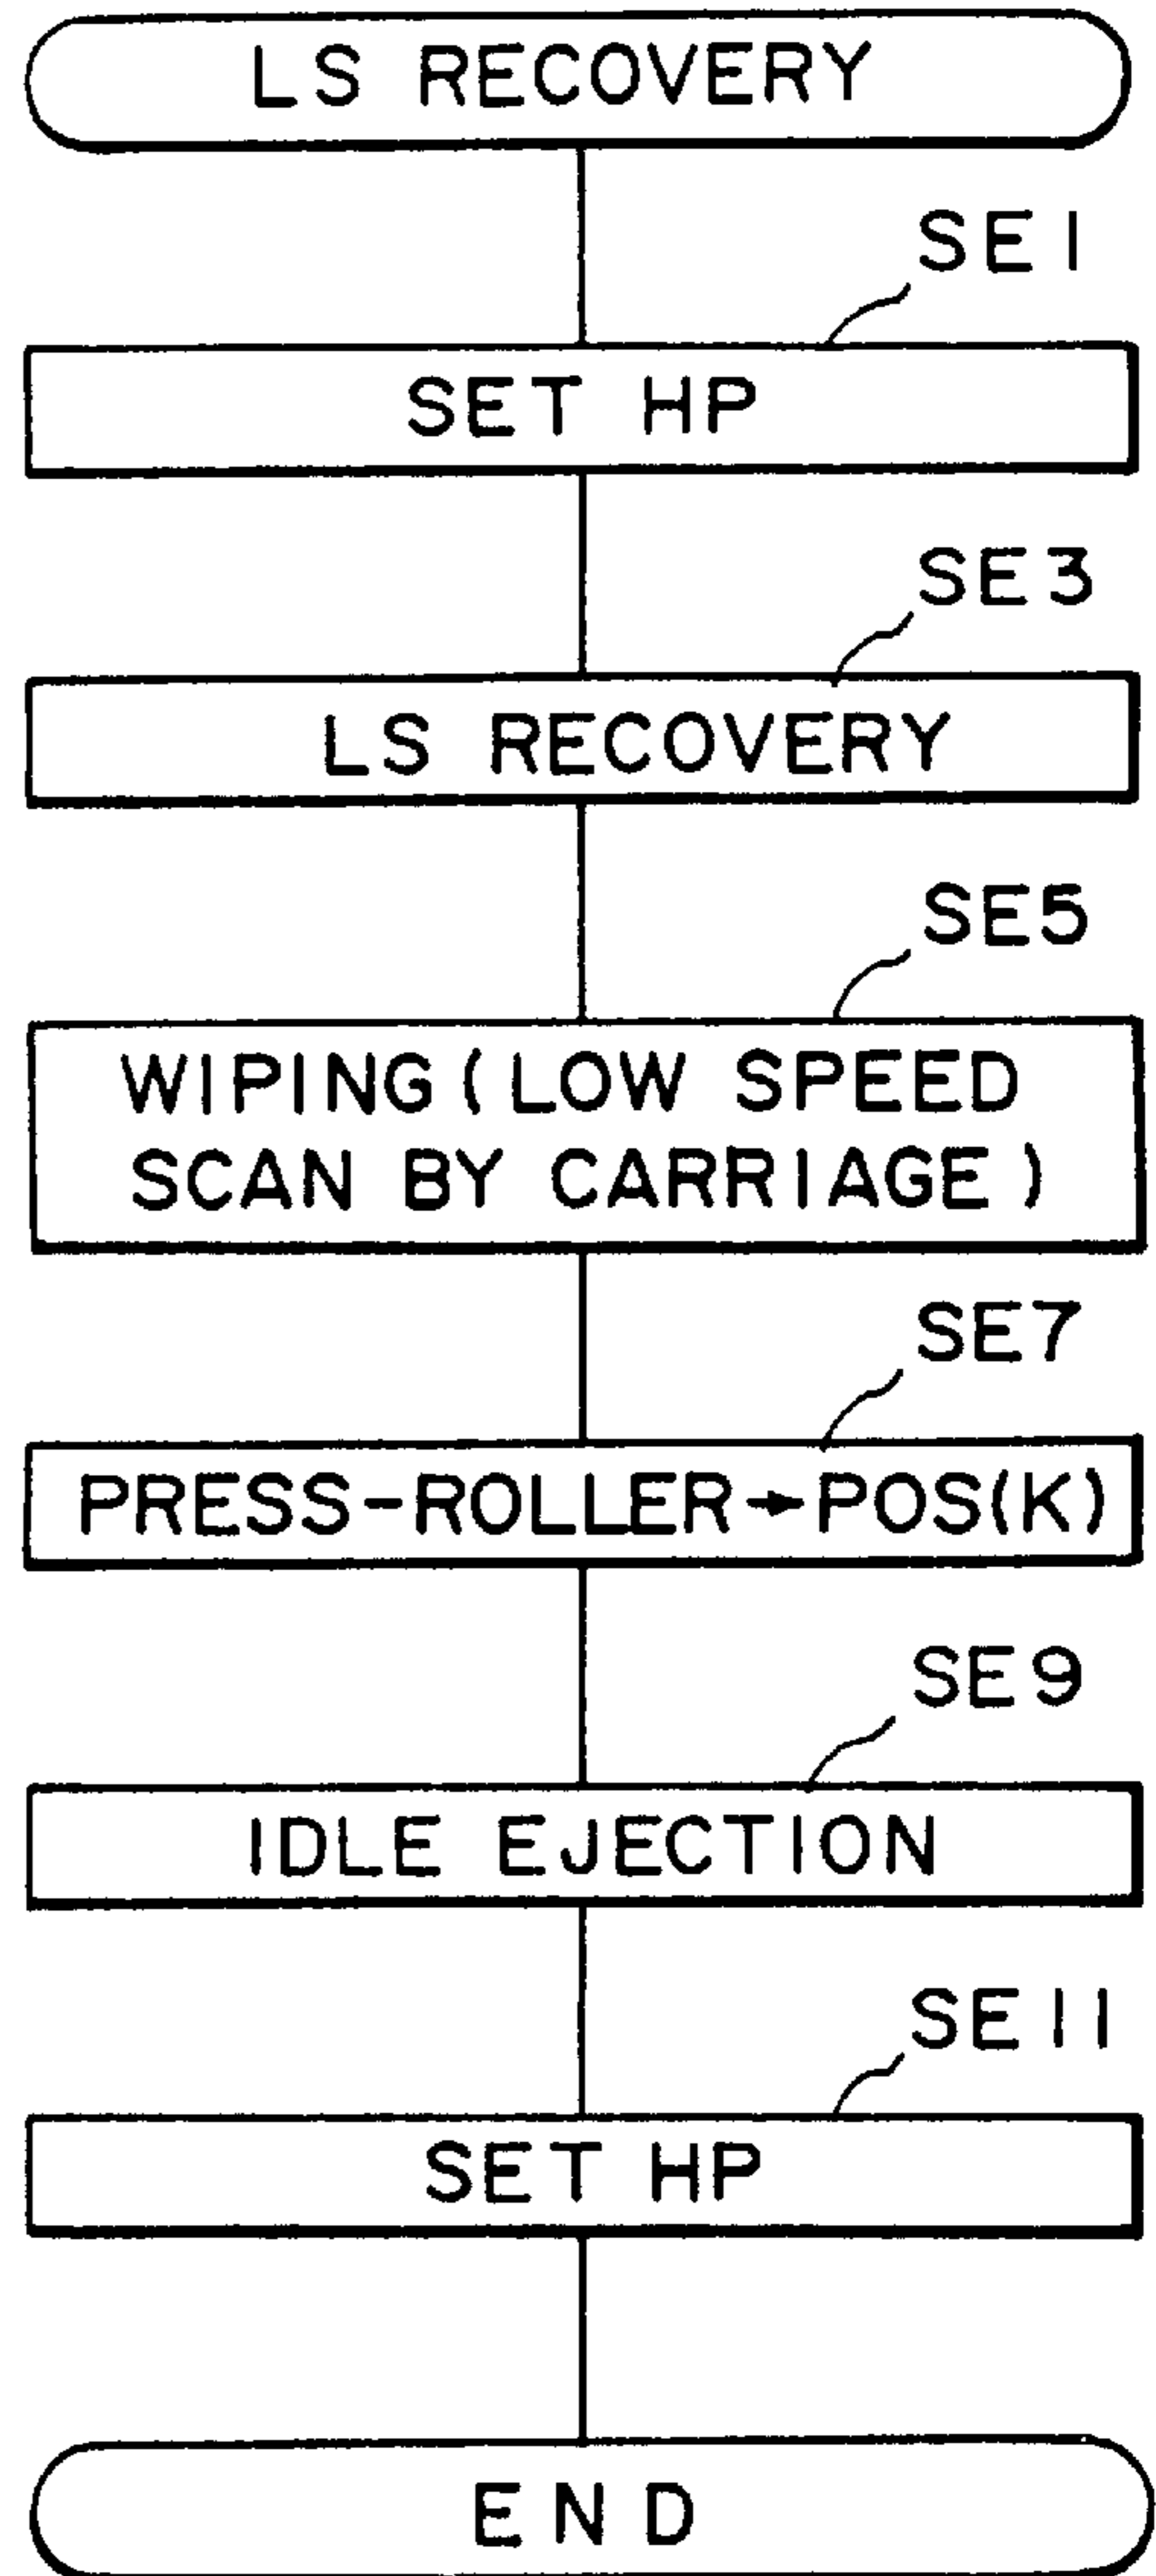 LS RECOVERY
SE1
SET HP
SE3
LS RECOVERY
SE5
WIPING(LOW SPEED
SCAN BY CARRIAGE)
SE7
PRESS-ROLLER→POS(K)
SE9
IDLE EJECTION
SE11
SET HP
END